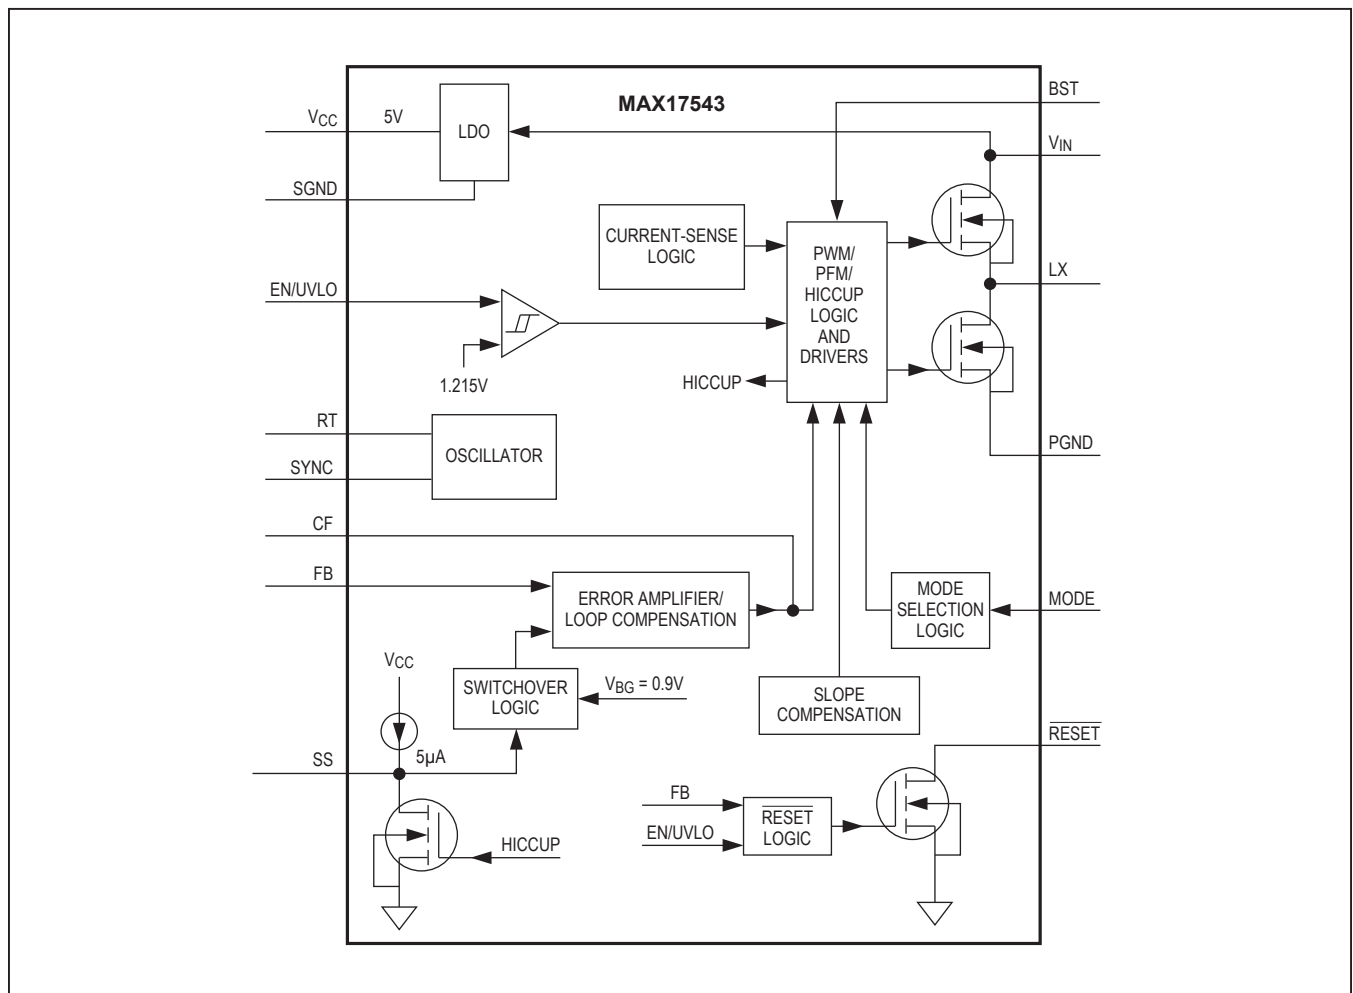 MAX17543
BST
VCC
5V
LDO
VIN
SGND
CURRENT-SENSE
LOGIC
PWM/
PFM/
HICCUP
LOGIC
AND
DRIVERS
LX
EN/UVLO
1.215V
HICCUP
RT
OSCILLATOR
SYNC
PGND
CF
FB
ERROR AMPLIFIER/
LOOP COMPENSATION
MODE
SELECTION
LOGIC
MODE
VCC
SWITCHOVER
LOGIC
VBG = 0.9V
SLOPE
COMPENSATION
RESET
SS
5µA
FB
EN/UVLO
RESET
LOGIC
HICCUP